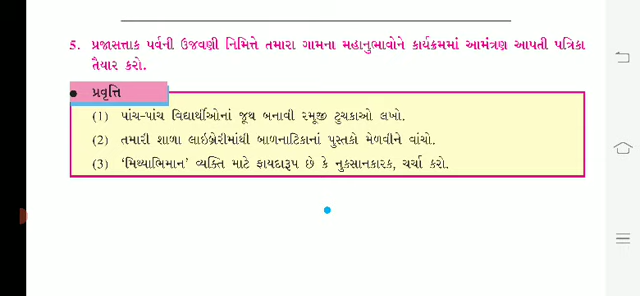 5. પ્રજાસત્તાક પર્વની ઉજવણી નિમિત્તે તમારા ગામના મહાનુભાવોને કાર્યક્રમમાં આમંત્રણ આપતી પત્રિકા
તૈયાર કરો.
● પ્રવૃત્તિ
(1) પાંચ-પાંચ વિદ્યાર્થીઓનાં જૂથ બનાવી રમૂજી ટુચકાઓ લખો.
(2) તમારી શાળા લાઇબ્રેરીમાંથી બાળનાટિકાનાં પુસ્તકો મેળવીને વાંચો.
(3) ‘મિથ્યાભિમાન’ વ્યક્તિ માટે ફાયદારૂપ છે કે નુકસાનકારક, ચર્ચા કરો.